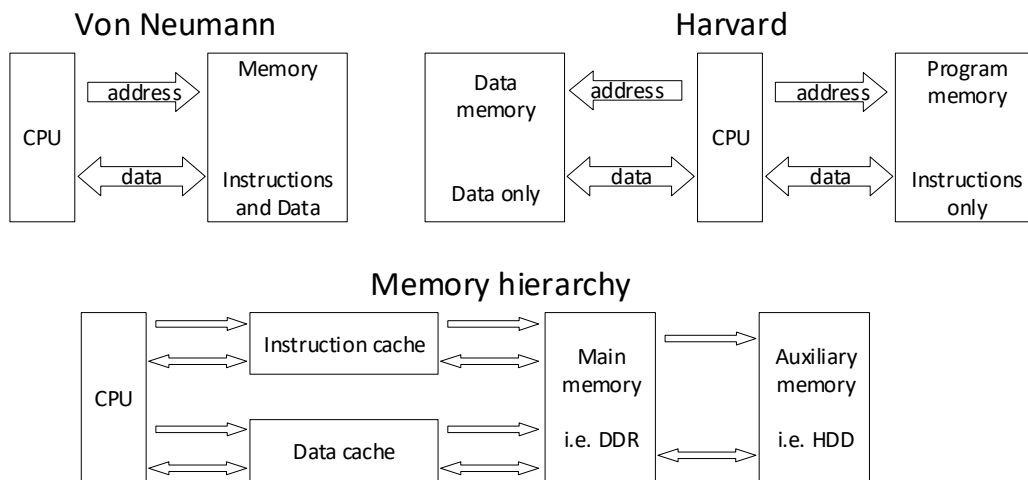 Von Neumann
CPU
address
data
Memory
Instructions
and Data
Harvard
Data
memory
Data only
address
data
CPU
address
data
Program
memory
Instructions
only
Memory hierarchy
CPU
Instruction cache
Data cache
Main
memory
i.e. DDR
Auxiliary
memory
i.e. HDD